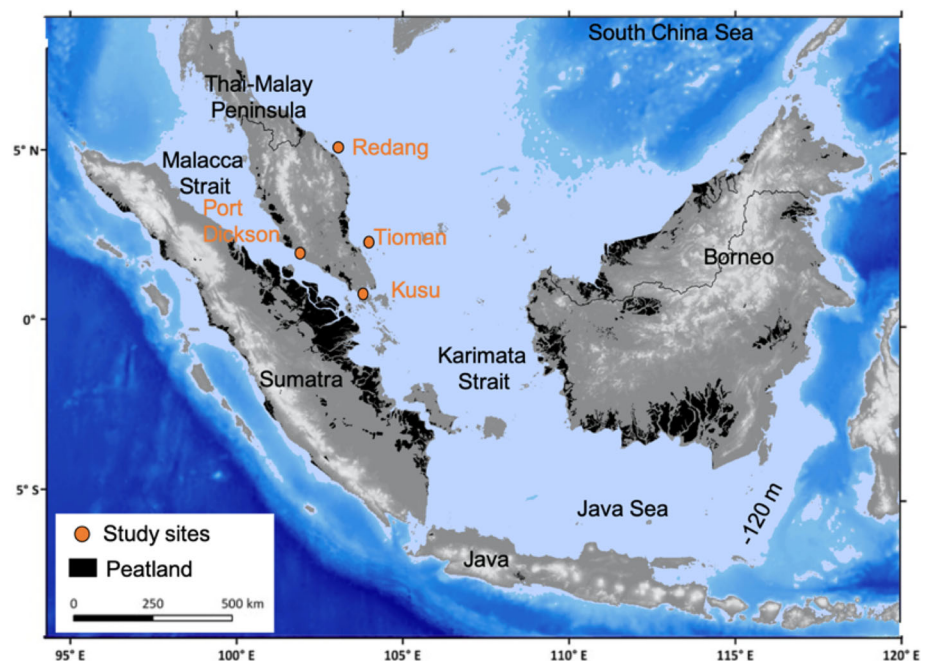 South China Sea
Thai-Malay
Peninsula
5° N
Redang
Malacca
Strait
Port
Dickson
Tioman
Borneo
Kusu
0°
Karimata
Strait
Sumatra
5° S
Java Sea
-120 m
Study sites
Peatland
Java
0 250 500 km
95° E 100° E 105° E 110° E 115° E 120° E